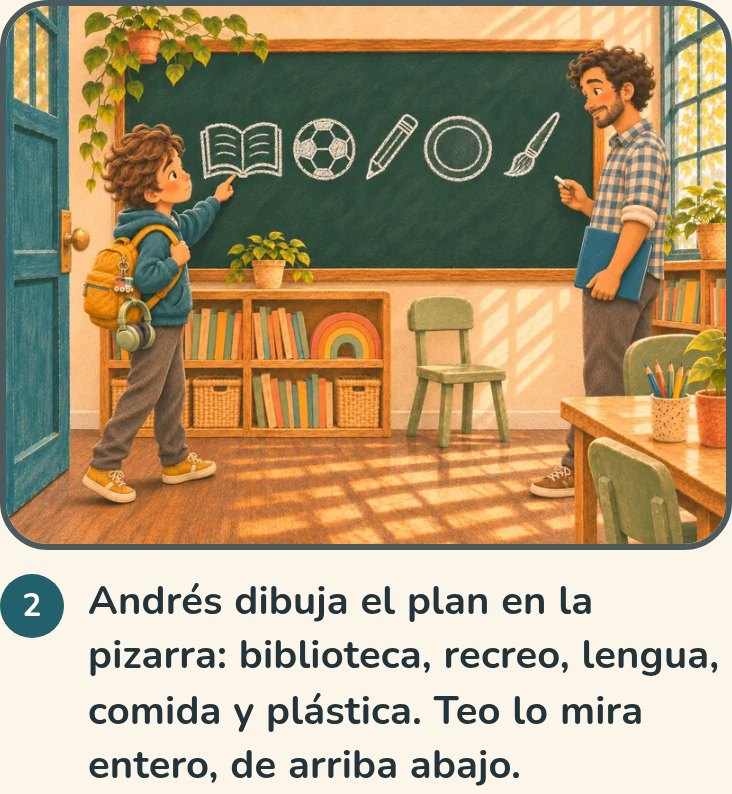 2
Andrés dibuja el plan en la
pizarra: biblioteca, recreo, lengua,
comida y plástica. Teo lo mira
entero, de arriba abajo.